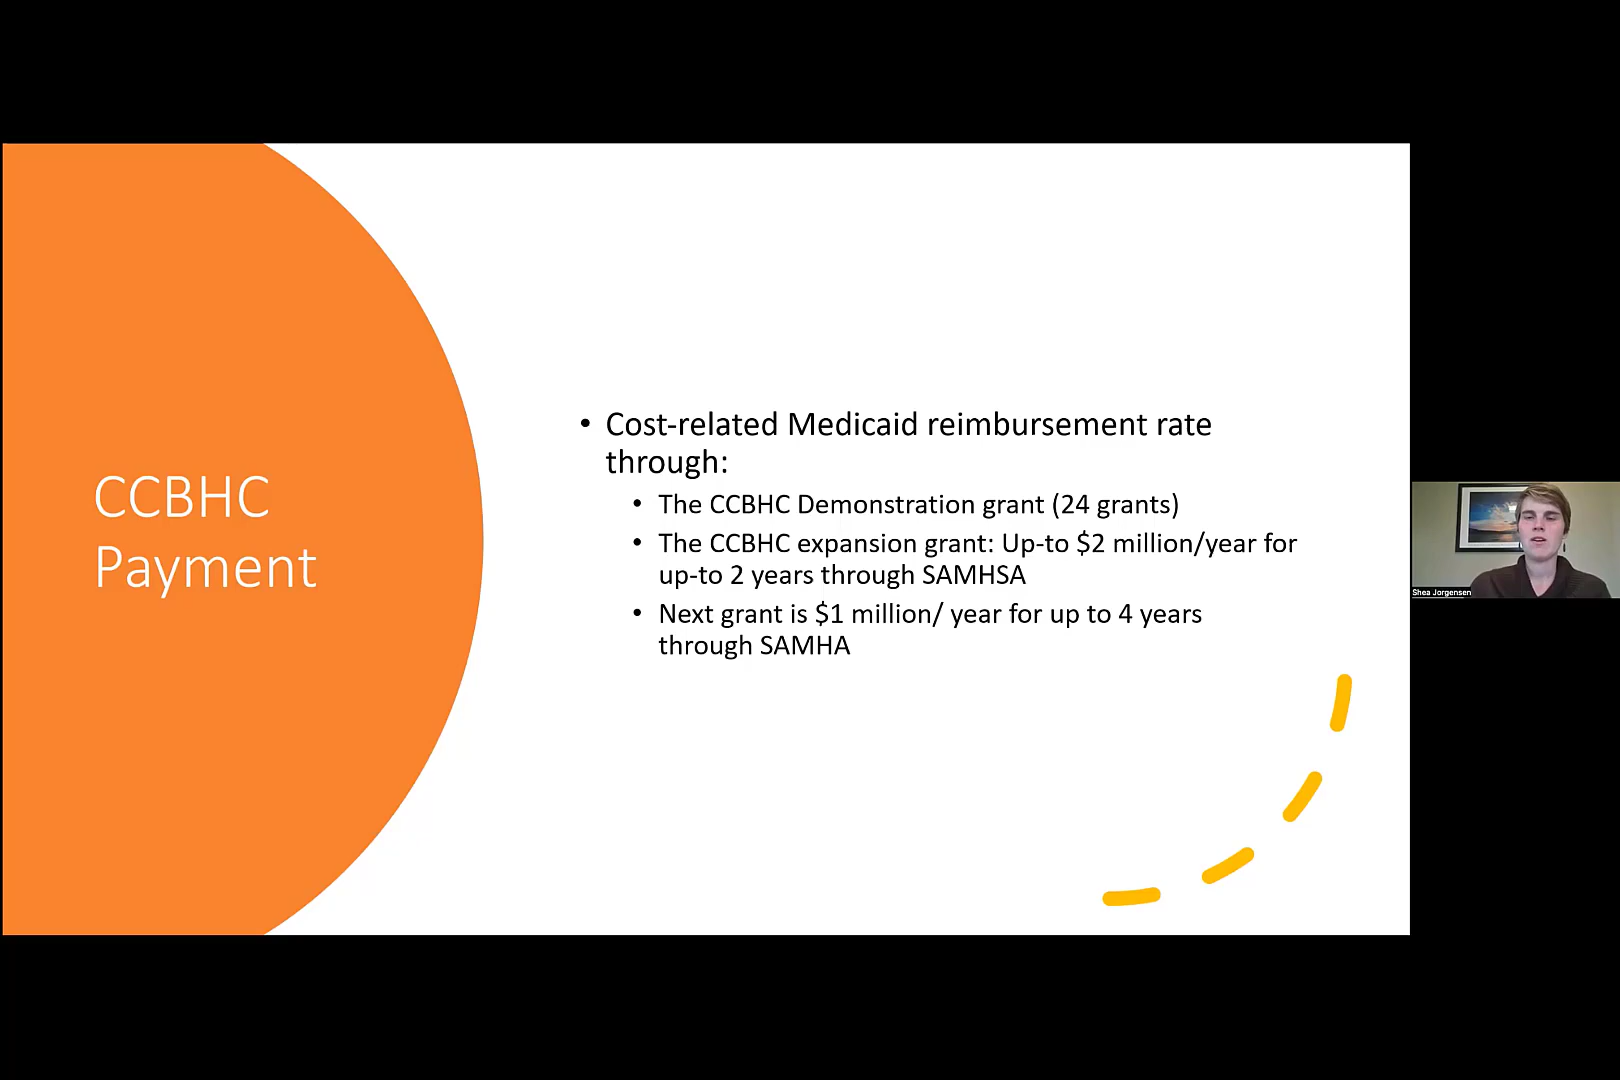 CCBHC
Payment
• Cost-related Medicaid reimbursement rate
through:
• The CCBHC Demonstration grant (24 grants)
• The CCBHC expansion grant: Up-to $2 million/year for
up-to 2 years through SAMHSA
• Next grant is $1 million/ year for up to 4 years
through SAMHA
Shea Jorgensen